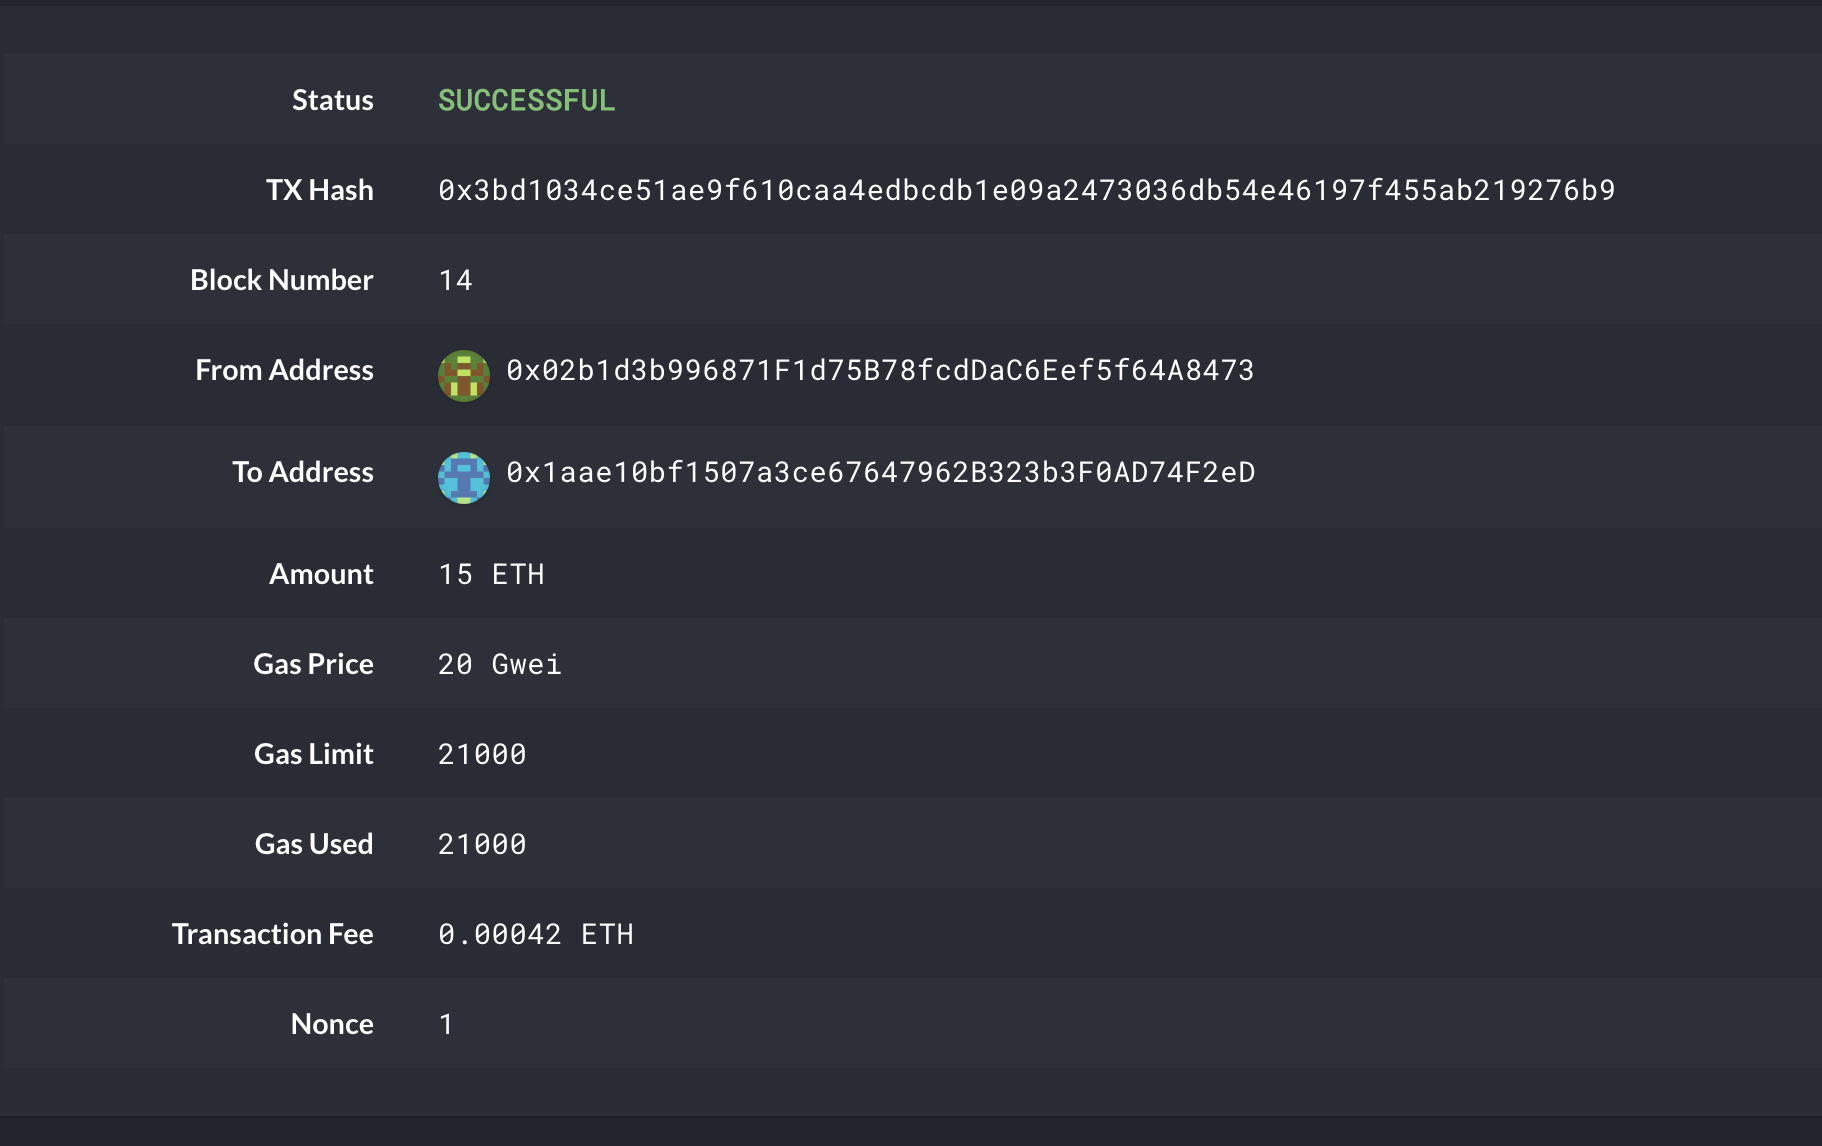 Status SUCCESSFUL
TX Hash 0x3bd1034ce51ae9f610caa4edbcdb1e09a2473036db54e46197f455ab219276b9
Block Number 14
From Address 0x02b1d3b996871F1d75B78fcdDaC6Eef5f64A8473
To Address 0x1aae10bf1507a3ce67647962B323b3F0AD74F2eD
Amount 15 ETH
Gas Price 20 Gwei
Gas Limit 21000
Gas Used 21000
Transaction Fee 0.00042 ETH
Nonce 1